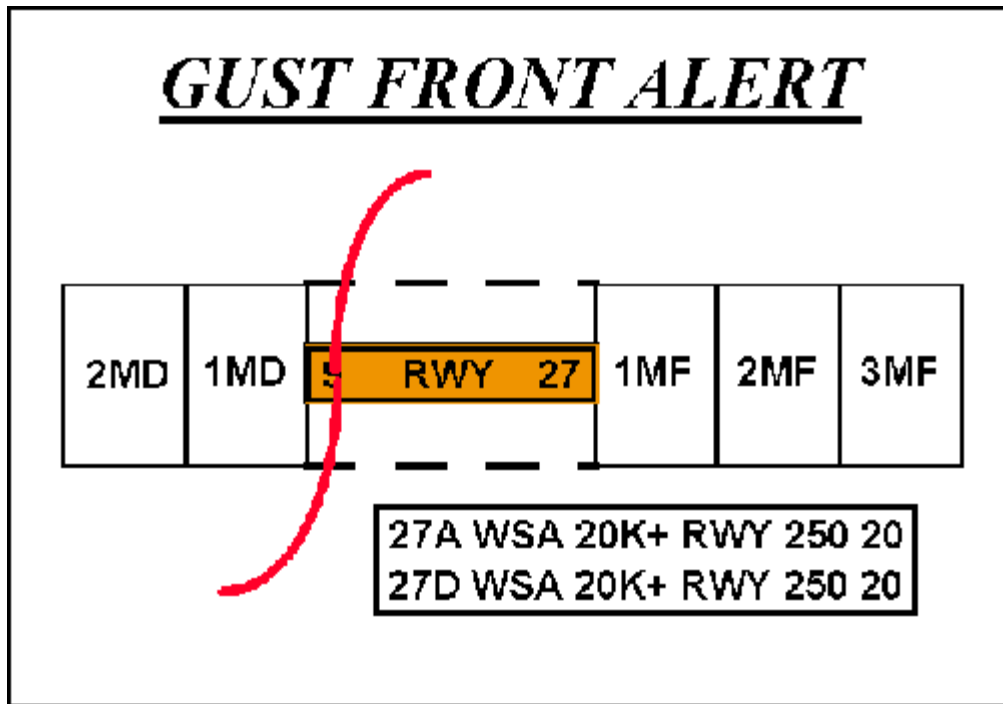 GUST FRONT ALERT
2MD 1MD RWY 27 1MF 2MF 3MF
27A WSA 20K+ RWY 250 20
27D WSA 20K+ RWY 250 20